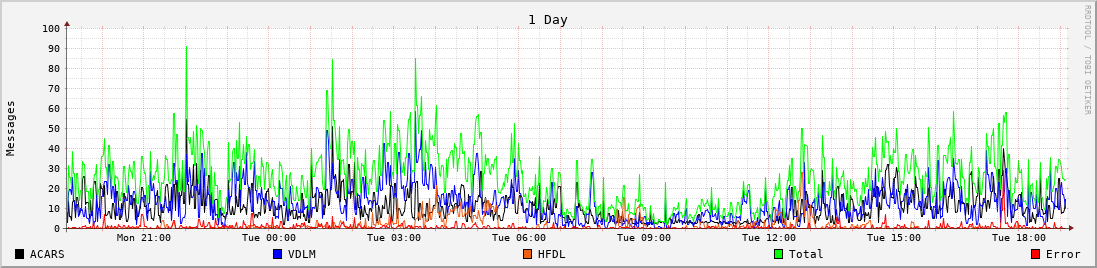 1 Day
RRDTOOL / TOBI OETIKER
Messages
100
90
80
70
60
50
40
30
20
10
0
Mon 21:00 Tue 00:00 Tue 03:00 Tue 06:00 Tue 09:00 Tue 12:00 Tue 15:00 Tue 18:00
ACARS VDLM HFDL Total Error